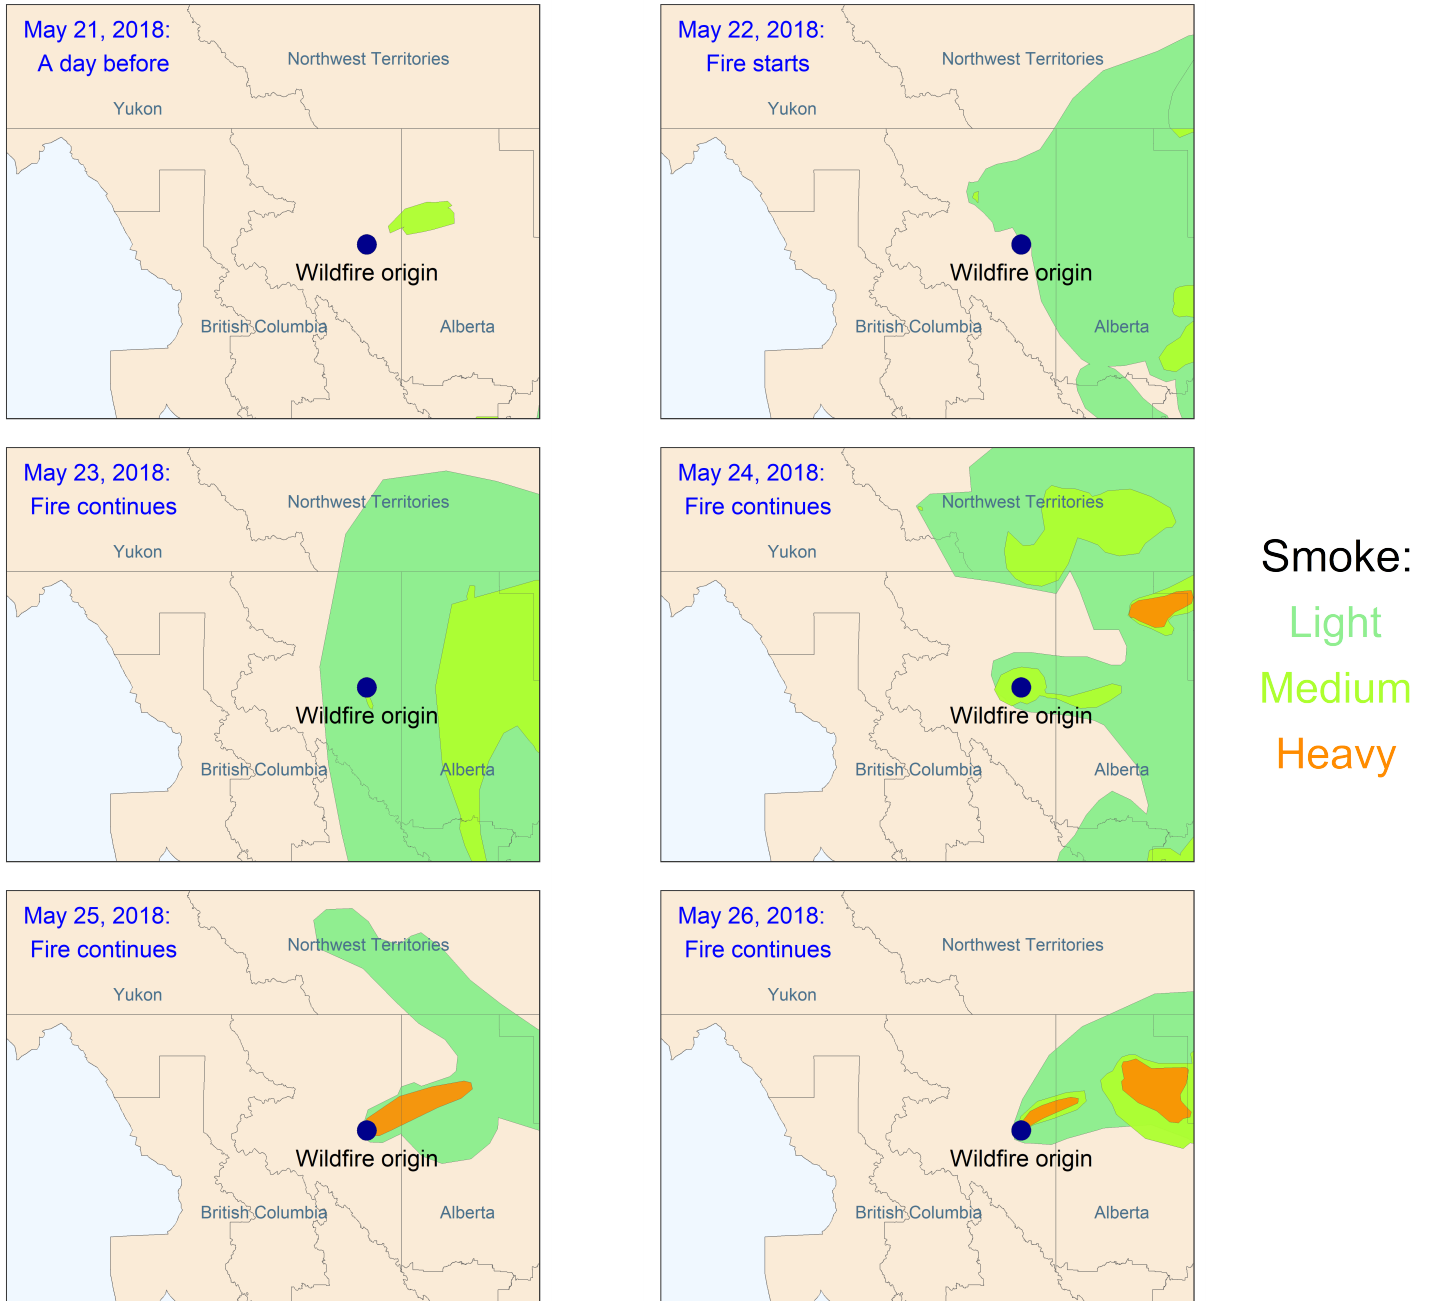 May 21, 2018:
A day before
Northwest Territories
Yukon
Wildfire origin
British Columbia
Alberta
May 22, 2018:
Fire starts
Northwest Territories
Yukon
Wildfire origin
British Columbia
Alberta
May 23, 2018:
Fire continues
Northwest Territories
Yukon
Wildfire origin
British Columbia
Alberta
May 24, 2018:
Fire continues
Northwest Territories
Yukon
Wildfire origin
British Columbia
Alberta
Smoke:
Light
Medium
Heavy
May 25, 2018:
Fire continues
Northwest Territories
Yukon
Wildfire origin
British Columbia
Alberta
May 26, 2018:
Fire continues
Northwest Territories
Yukon
Wildfire origin
British Columbia
Alberta